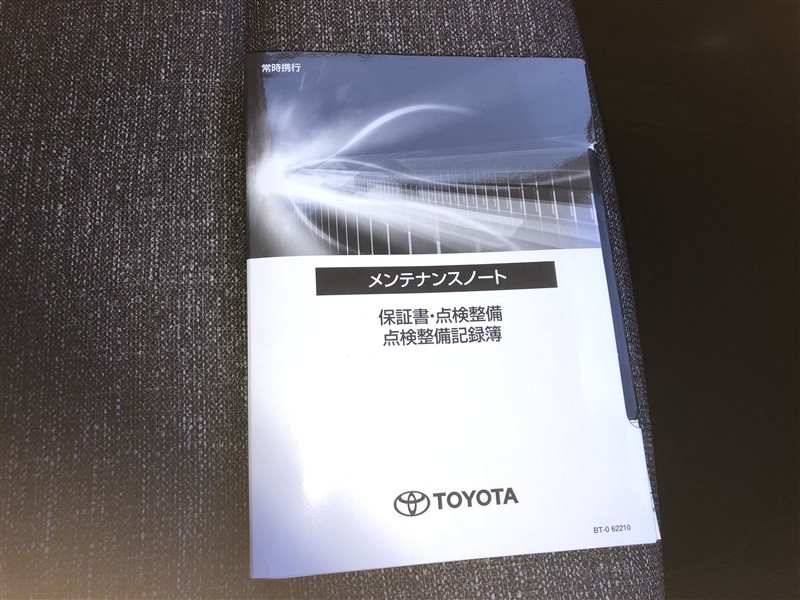 常時携行
メンテナンスノート
保証書・点検整備
点検整備記録簿
TOYOTA
BT-0 62210